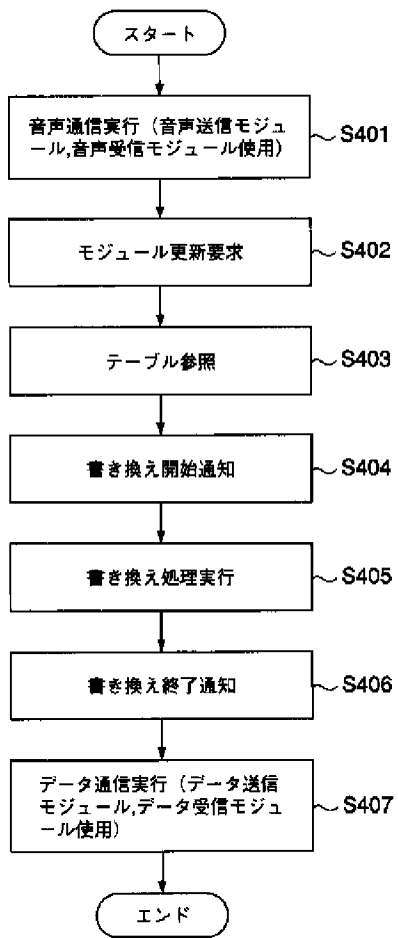 スタート
音声通信実行（音声送信モジュ
ール,音声受信モジュール使用）
S401
モジュール更新要求
S402
テーブル参照
S403
書き換え開始通知
S404
書き換え処理実行
S405
書き換え終了通知
S406
データ通信実行（データ送信
モジュール,データ受信モジュ
ール使用）
S407
エンド